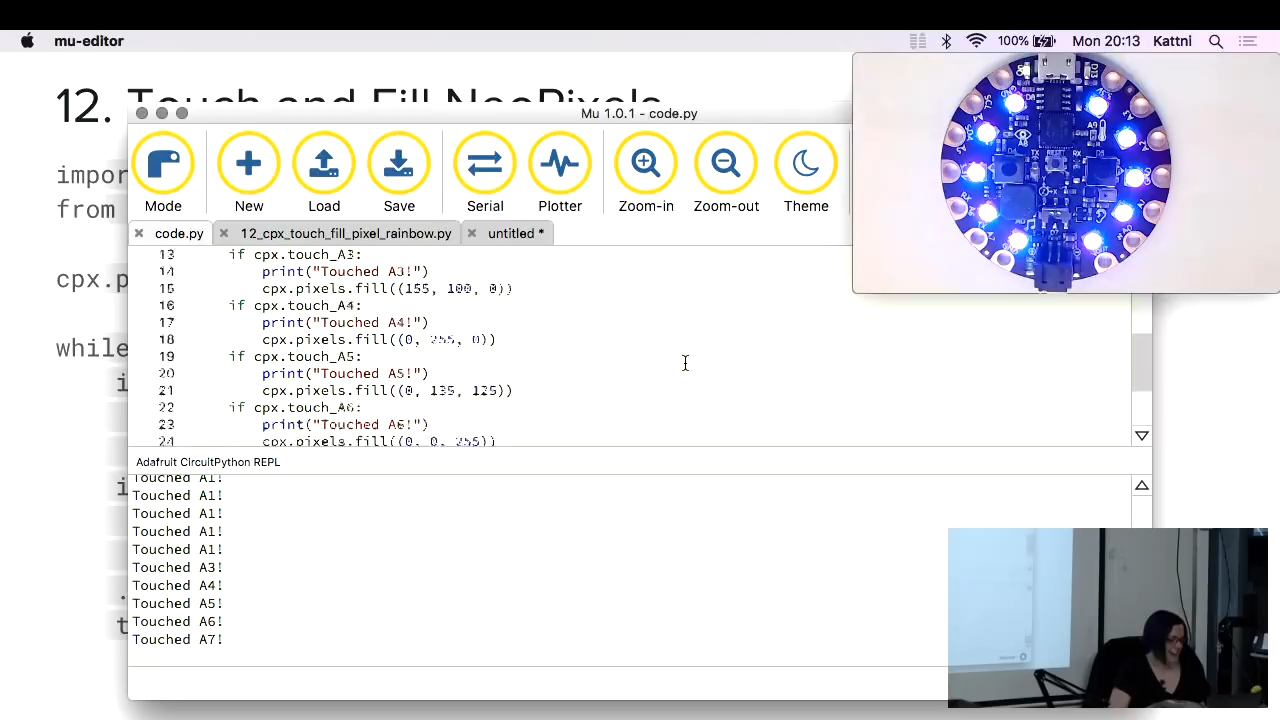 mu-editor
100%
Mon 20:13
Kattni
12. Touch and Fill NeoPixels
Mu 1.0.1 - code.py
Mode
New
Load
Save
Serial
Plotter
Zoom-in
Zoom-out
Theme
code.py
12_cpx_touch_fill_pixel_rainbow.py
untitled *
impor
from
cpx.p
while
i
i
.
t
13 if cpx.touch_A3:
14 print("Touched A3!")
15 cpx.pixels.fill((155, 100, 0))
16 if cpx.touch_A4:
17 print("Touched A4!")
18 cpx.pixels.fill((0, 255, 0))
19 if cpx.touch_A5:
20 print("Touched A5!")
21 cpx.pixels.fill((0, 135, 125))
22 if cpx.touch_A6:
23 print("Touched A6!")
24 cpx.pixels.fill((0, 0, 255))
Adafruit CircuitPython REPL
Touched A1!
Touched A1!
Touched A1!
Touched A1!
Touched A1!
Touched A3!
Touched A4!
Touched A5!
Touched A6!
Touched A7!